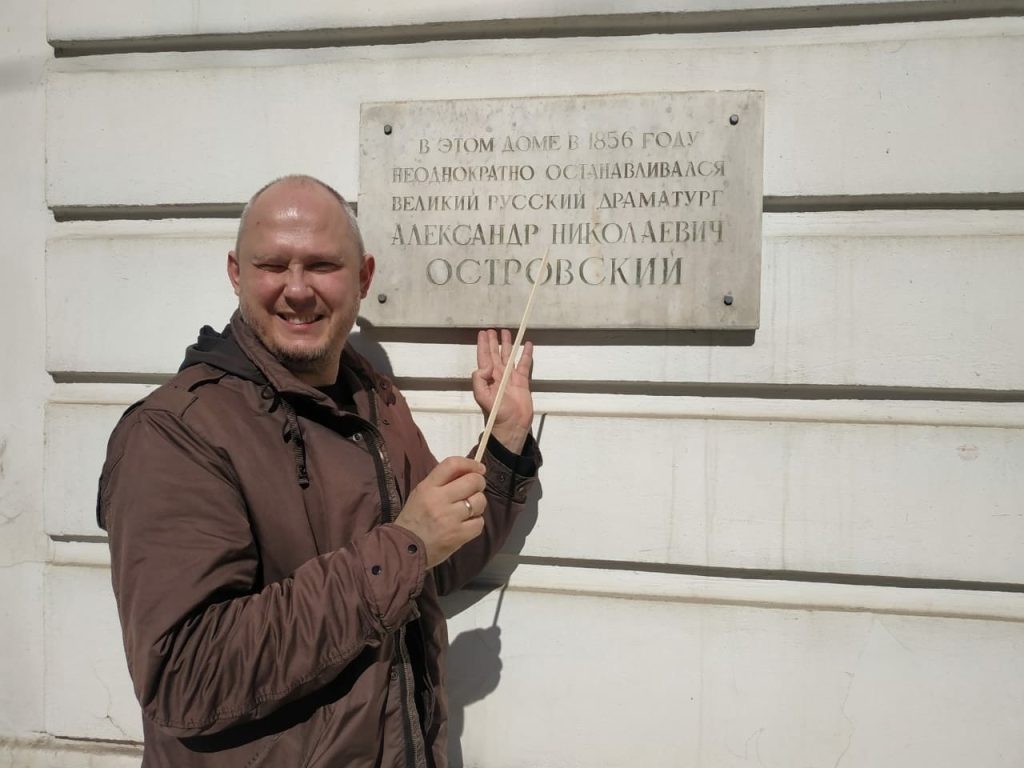 В ЭТОМ ДОМЕ В 1856 ГОДУ
НЕОДНОКРАТНО ОСТАНАВЛИВАЛСЯ
ВЕЛИКИЙ РУССКИЙ ДРАМАТУРГ
АЛЕКСАНДР НИКОЛАЕВИЧ
ОСТРОВСКИЙ